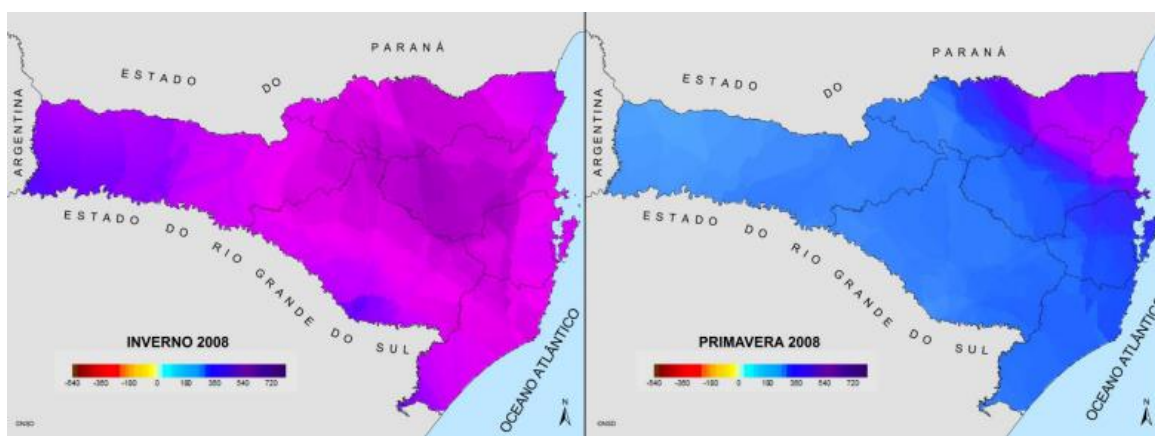 PARANÁ
ESTADO DO
ARGENTINA
ESTADO DO RIO GRANDE DO SUL
INVERNO 2008
-540 -360 -180 0 180 360 540 720
OCEANO ATLÂNTICO
N
PARANÁ
ESTADO DO
ARGENTINA
ESTADO DO RIO GRANDE DO SUL
PRIMAVERA 2008
-540 -360 -180 0 180 360 540 720
OCEANO ATLÂNTICO
N